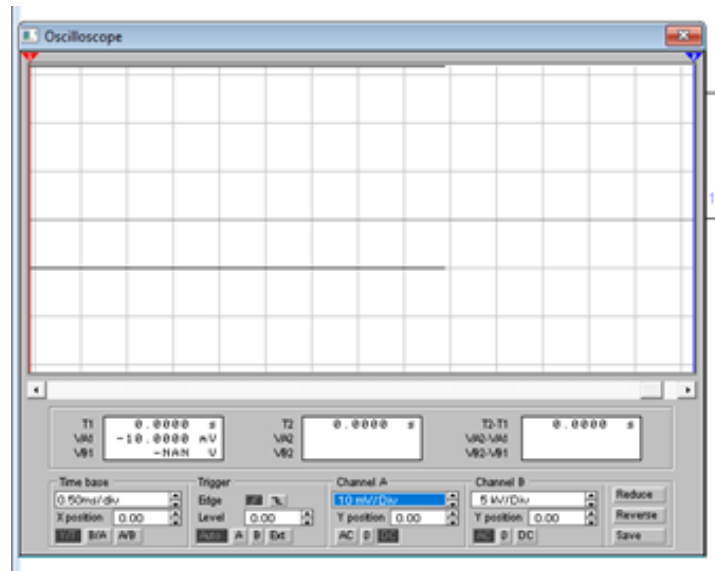 Oscilloscope
1
2
1
T1 0.0000 s T2 0.0000 s T2-T1 0.0000 s
VA1 -10.0000 mV VA2 VA2-VA1
VB1 -NAN V VB2 VB2-VB1
Time base Trigger Channel A Channel B
0.50ms/div Edge 10 mV/Div 5 kV/Div Reduce
X position 0.00 Level 0.00 Y position 0.00 Y position 0.00 Reverse
Y/T B/A A/B Auto A B Ext AC 0 DC AC 0 DC Save